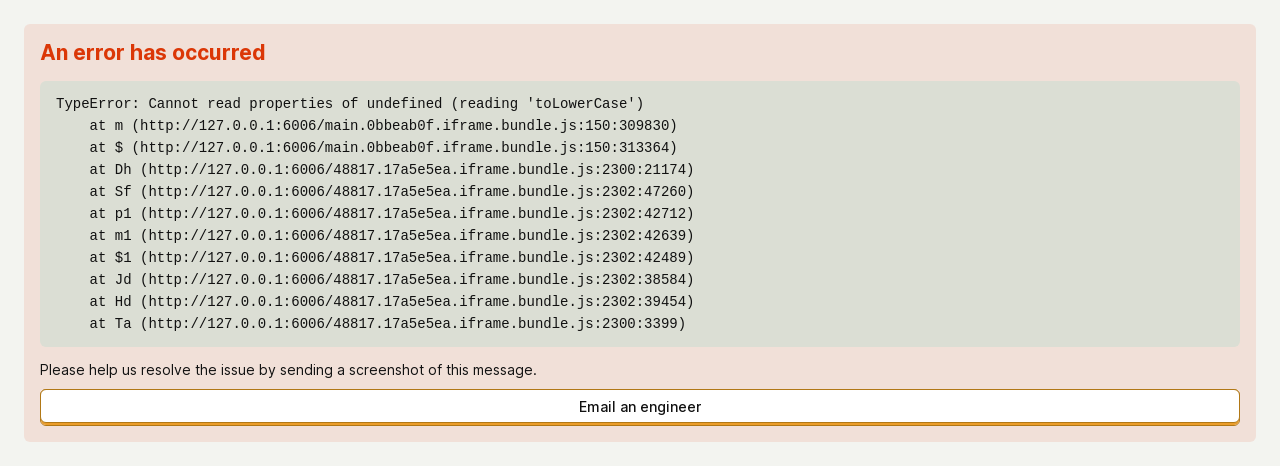 An error has occurred
TypeError: Cannot read properties of undefined (reading 'toLowerCase')
    at m (http://127.0.0.1:6006/main.0bbeab0f.iframe.bundle.js:150:309830)
    at $ (http://127.0.0.1:6006/main.0bbeab0f.iframe.bundle.js:150:313364)
    at Dh (http://127.0.0.1:6006/48817.17a5e5ea.iframe.bundle.js:2300:21174)
    at Sf (http://127.0.0.1:6006/48817.17a5e5ea.iframe.bundle.js:2302:47260)
    at p1 (http://127.0.0.1:6006/48817.17a5e5ea.iframe.bundle.js:2302:42712)
    at m1 (http://127.0.0.1:6006/48817.17a5e5ea.iframe.bundle.js:2302:42639)
    at $1 (http://127.0.0.1:6006/48817.17a5e5ea.iframe.bundle.js:2302:42489)
    at Jd (http://127.0.0.1:6006/48817.17a5e5ea.iframe.bundle.js:2302:38584)
    at Hd (http://127.0.0.1:6006/48817.17a5e5ea.iframe.bundle.js:2302:39454)
    at Ta (http://127.0.0.1:6006/48817.17a5e5ea.iframe.bundle.js:2300:3399)
Please help us resolve the issue by sending a screenshot of this message.
Email an engineer